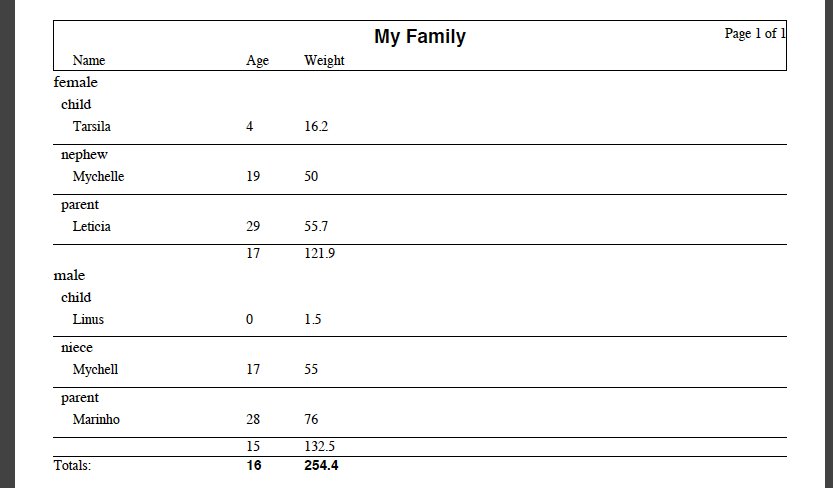 My Family
Page 1 of 1
Name Age Weight
female
child
Tarsila 4 16.2
nephew
Mychelle 19 50
parent
Leticia 29 55.7
17 121.9
male
child
Linus 0 1.5
niece
Mychell 17 55
parent
Marinho 28 76
15 132.5
Totals: 16 254.4